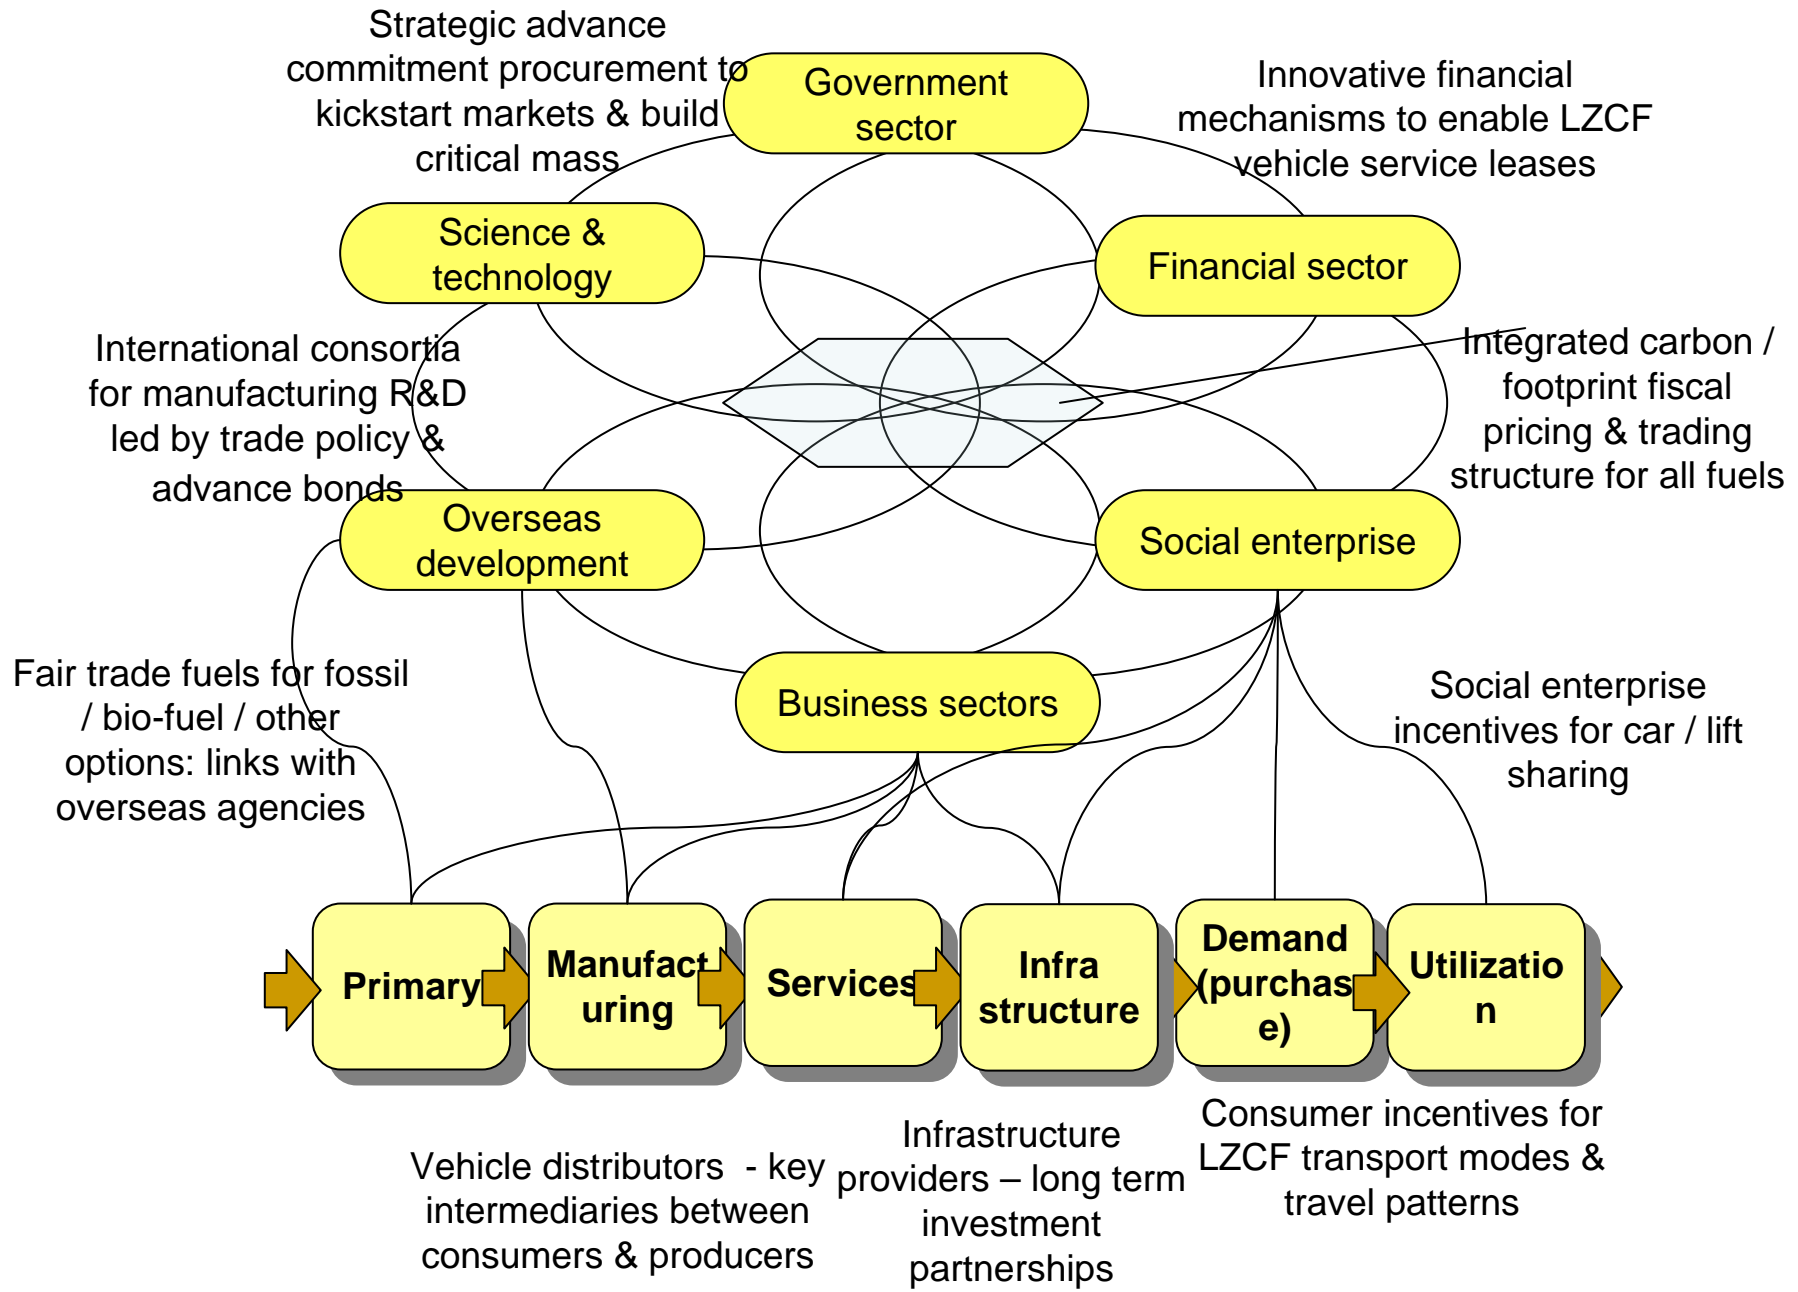 Strategic advance
commitment procurement to
kickstart markets & build
critical mass
Government
sector
Innovative financial
mechanisms to enable LZCF
vehicle service leases
Science &
technology
Financial sector
International consortia
for manufacturing R&D
led by trade policy &
advance bonds
Integrated carbon /
footprint fiscal
pricing & trading
structure for all fuels
Overseas
development
Social enterprise
Fair trade fuels for fossil
/ bio-fuel / other
options: links with
overseas agencies
Business sectors
Social enterprise
incentives for car / lift
sharing
Primary
Manufact
uring
Services
Infra
structure
Demand
(purchas
e)
Utilizatio
n
Vehicle distributors - key
intermediaries between
consumers & producers
Infrastructure
providers – long term
investment
partnerships
Consumer incentives for
LZCF transport modes &
travel patterns